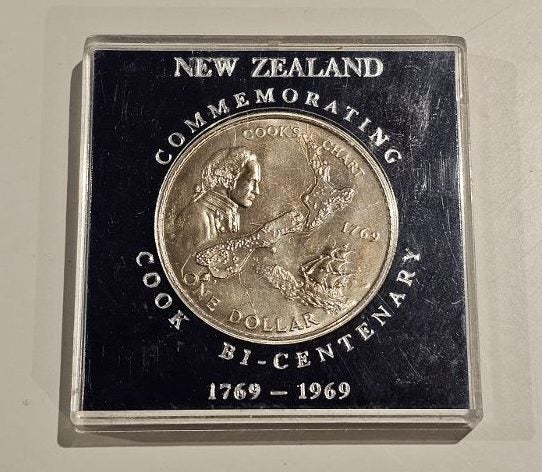 NEW ZEALAND
COMMEMORATING
COOK'S CHART
1769
ONE DOLLAR
COOK BI-CENTENARY
1769 – 1969